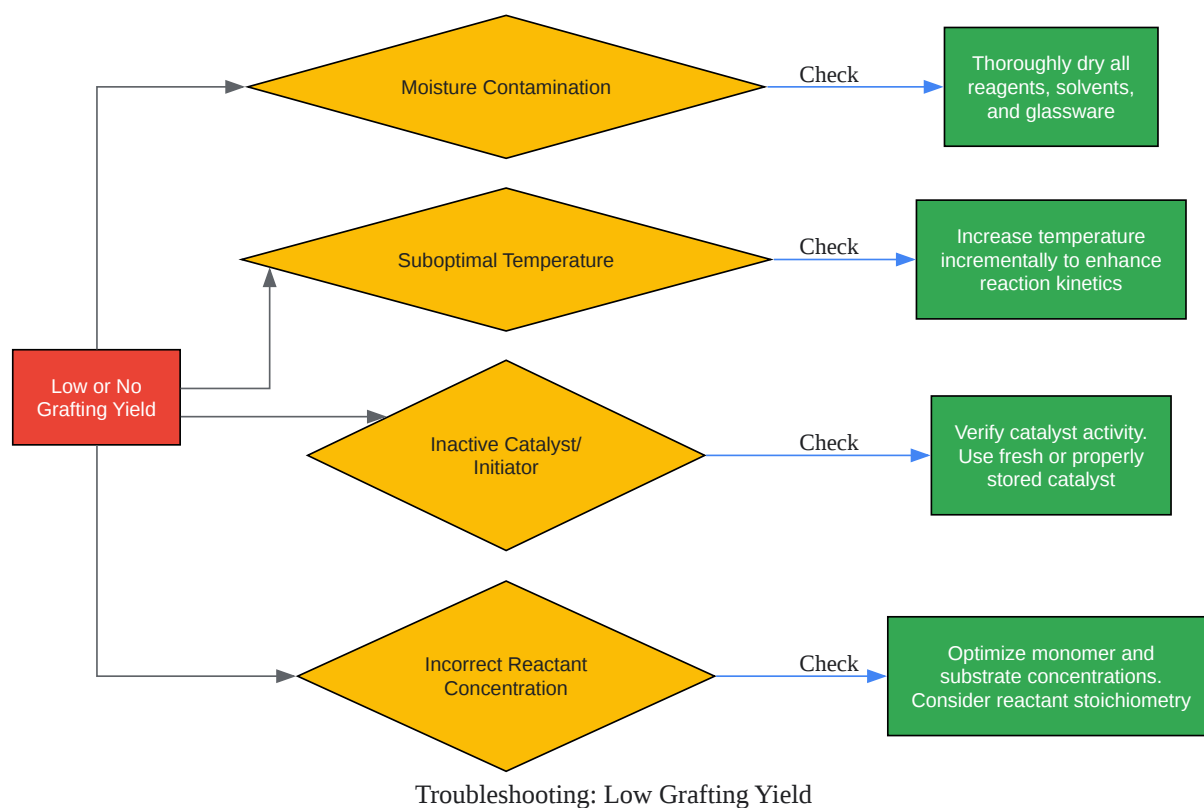 Moisture Contamination
Check
Thoroughly dry all
reagents, solvents,
and glassware
Suboptimal Temperature
Check
Increase temperature
incrementally to enhance
reaction kinetics
Low or No
Grafting Yield
Inactive Catalyst/
Initiator
Check
Verify catalyst activity.
Use fresh or properly
stored catalyst
Incorrect Reactant
Concentration
Check
Optimize monomer and
substrate concentrations.
Consider reactant stoichiometry
Troubleshooting: Low Grafting Yield